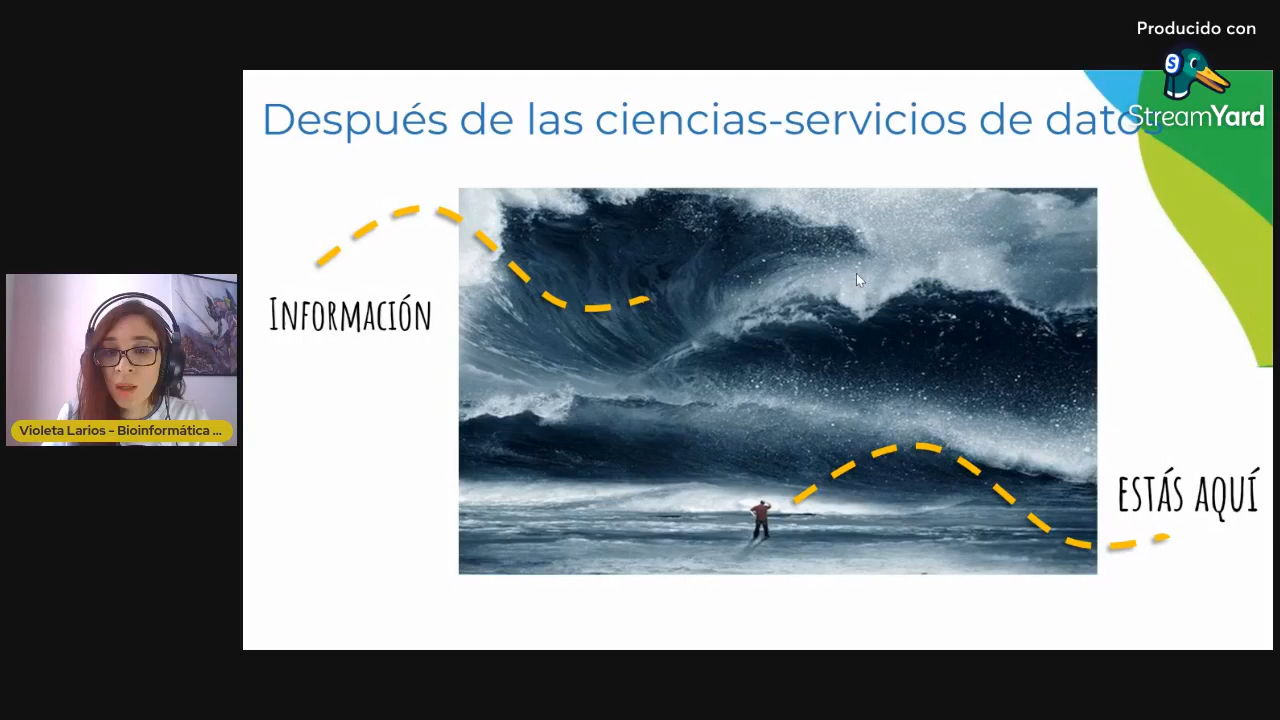 Producido con
StreamYard
Después de las ciencias-servicios de datos
INFORMACIÓN
ESTÁS AQUÍ
Violeta Larios - Bioinformática ...